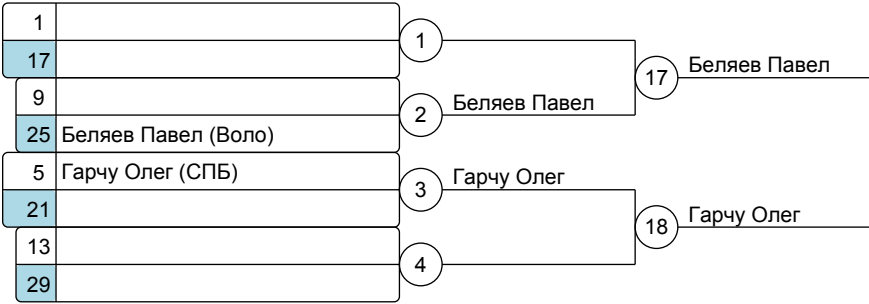 1
17
9
25 Беляев Павел (Воло)
5 Гарчу Олег (СПБ)
21
13
29
1
2 Беляев Павел
3 Гарчу Олег
4
17 Беляев Павел
18 Гарчу Олег